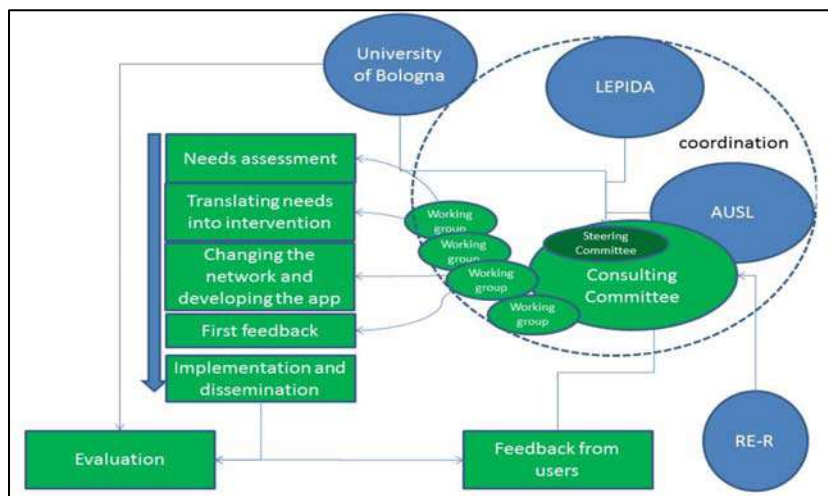 University
of Bologna
LEPIDA
coordination
AUSL
Needs assessment
Translating needs
into intervention
Changing the
network and
developing the app
First feedback
Implementation and
dissemination
Working
group
Working
group
Working
group
Working
group
Steering
Committee
Consulting
Committee
Evaluation
Feedback from
users
RE-R